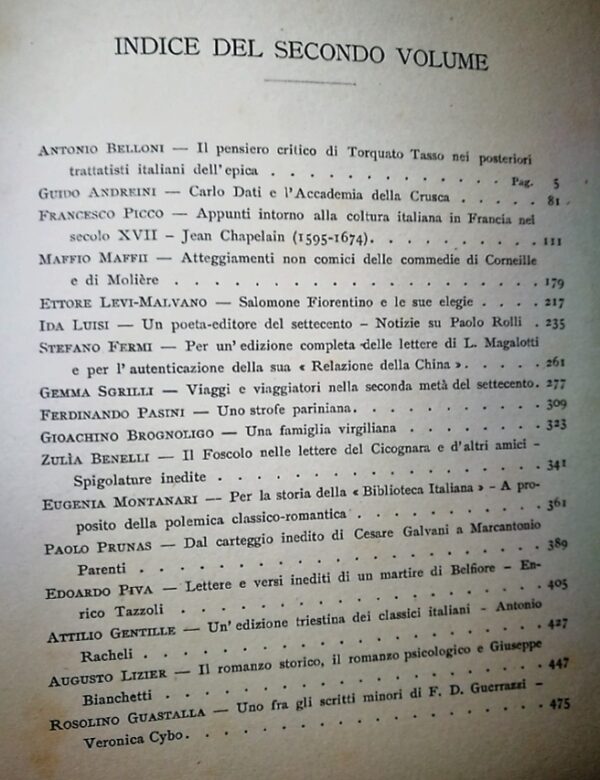 INDICE DEL SECONDO VOLUME
ANTONIO BELLONI — Il pensiero critico di Torquato Tasso nei posteriori
trattatisti italiani dell'epica . . . . . . . . . . . . Pag. 5
GUIDO ANDREINI — Carlo Dati e l'Accademia della Crusca . . . . . 81
FRANCESCO PICCO — Appunti intorno alla coltura italiana in Francia nel
secolo XVII – Jean Chapelain (1595-1674). . . . . . . . . . 111
MAFFIO MAFFII — Atteggiamenti non comici delle commedie di Corneille
e di Molière . . . . . . . . . . . . . . . . . 179
ETTORE LEVI-MALVANO — Salomone Fiorentino e le sue elegie . . . . 217
IDA LUISI — Un poeta-editore del settecento – Notizie su Paolo Rolli . 235
STEFANO FERMI — Per un'edizione completa delle lettere di L. Magalotti
e per l'autenticazione della sua « Relazione della China ». . . . . 261
GEMMA SGRILLI — Viaggi e viaggiatori nella seconda metà del settecento. 277
FERDINANDO PASINI — Uno strofe pariniana. . . . . . . . . . . 309
GIOACHINO BROGNOLIGO — Una famiglia virgiliana . . . . . . . . 323
ZULÌA BENELLI — Il Foscolo nelle lettere del Cicognara e d'altri amici –
Spigolature inedite . . . . . . . . . . . . . . . 341
EUGENIA MONTANARI — Per la storia della « Biblioteca Italiana » – A pro-
posito della polemica classico-romantica . . . . . . . . . . 361
PAOLO PRUNAS — Dal carteggio inedito di Cesare Galvani a Marcantonio
Parenti . . . . . . . . . . . . . . . . . . . 389
EDOARDO PIVA — Lettere e versi inediti di un martire di Belfiore – En-
rico Tazzoli . . . . . . . . . . . . . . . . . 405
ATTILIO GENTILLE — Un'edizione triestina dei classici italiani – Antonio
Racheli . . . . . . . . . . . . . . . . . . . 427
AUGUSTO LIZIER — Il romanzo storico, il romanzo psicologico e Giuseppe
Bianchetti . . . . . . . . . . . . . . . . . . 447
ROSOLINO GUASTALLA — Uno fra gli scritti minori di F. D. Guerrazzi –
Veronica Cybo. . . . . . . . . . . . . . . . . 475